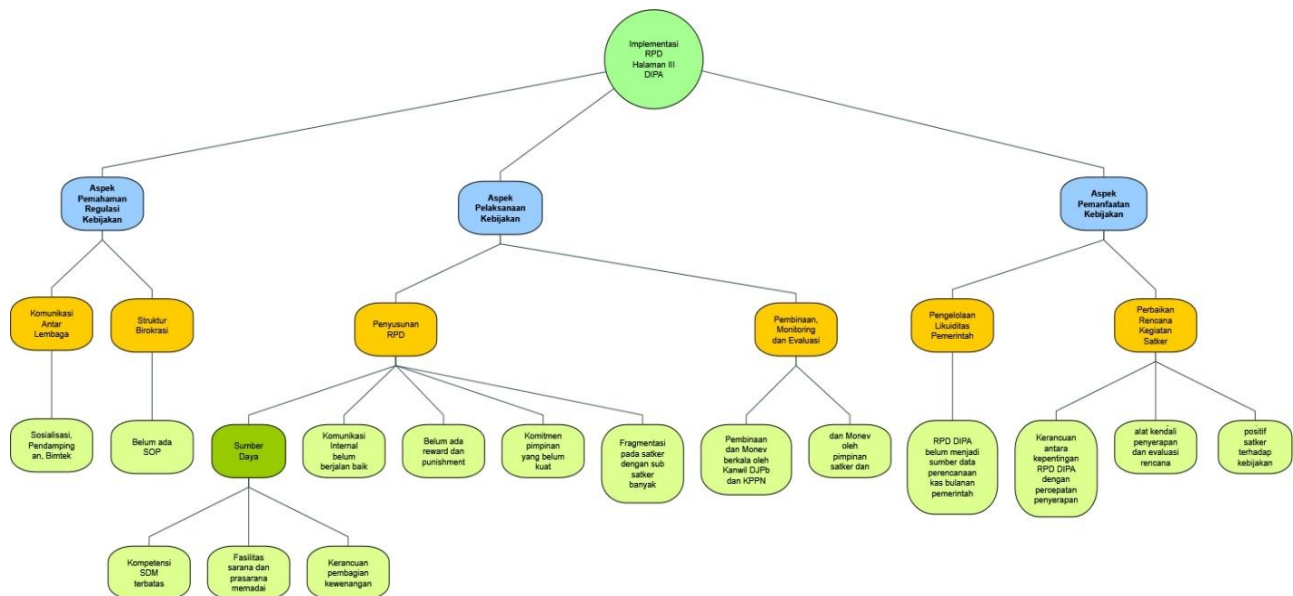 Implementasi
RPD
Halaman III
DIPA
Aspek
Pemahaman
Regulasi
Kebijakan
Aspek
Pelaksanaan
Kebijakan
Aspek
Pemanfaatan
Kebijakan
Komunikasi
Antar
Lembaga
Struktur
Birokrasi
Penyusunan
RPD
Pembinaan,
Monitoring
dan Evaluasi
Pengelolaan
Likuiditas
Pemerintah
Perbaikan
Rencana
Kegiatan
Satker
Sosialisasi,
Pendamping
an, Bimtek
Belum ada
SOP
Sumber
Daya
Komunikasi
Internal
belum
berjalan baik
Belum ada
reward dan
punishment
Komitmen
pimpinan
yang belum
kuat
Fragmentasi
pada satker
dengan sub
satker
banyak
Pembinaan
dan Monev
berkala oleh
Kanwil DJPb
dan KPPN
dan Monev
oleh
pimpinan
satker dan
RPD DIPA
belum menjadi
sumber data
perencanaan
kas bulanan
pemerintah
Kerancuan
antara
kepentingan
RPD DIPA
dengan
percepatan
penyerapan
alat kendali
penyerapan
dan evaluasi
rencana
positif
satker
terhadap
kebijakan
Kompetensi
SDM
terbatas
Fasilitas
sarana dan
prasarana
memadai
Kerancuan
pembagian
kewenangan